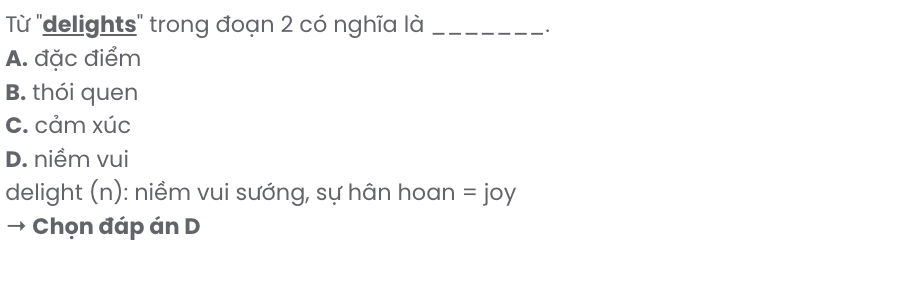 Từ "delights" trong đoạn 2 có nghĩa là _______.
A. đặc điểm
B. thói quen
C. cảm xúc
D. niềm vui
delight (n): niềm vui sướng, sự hân hoan = joy
→ Chọn đáp án D